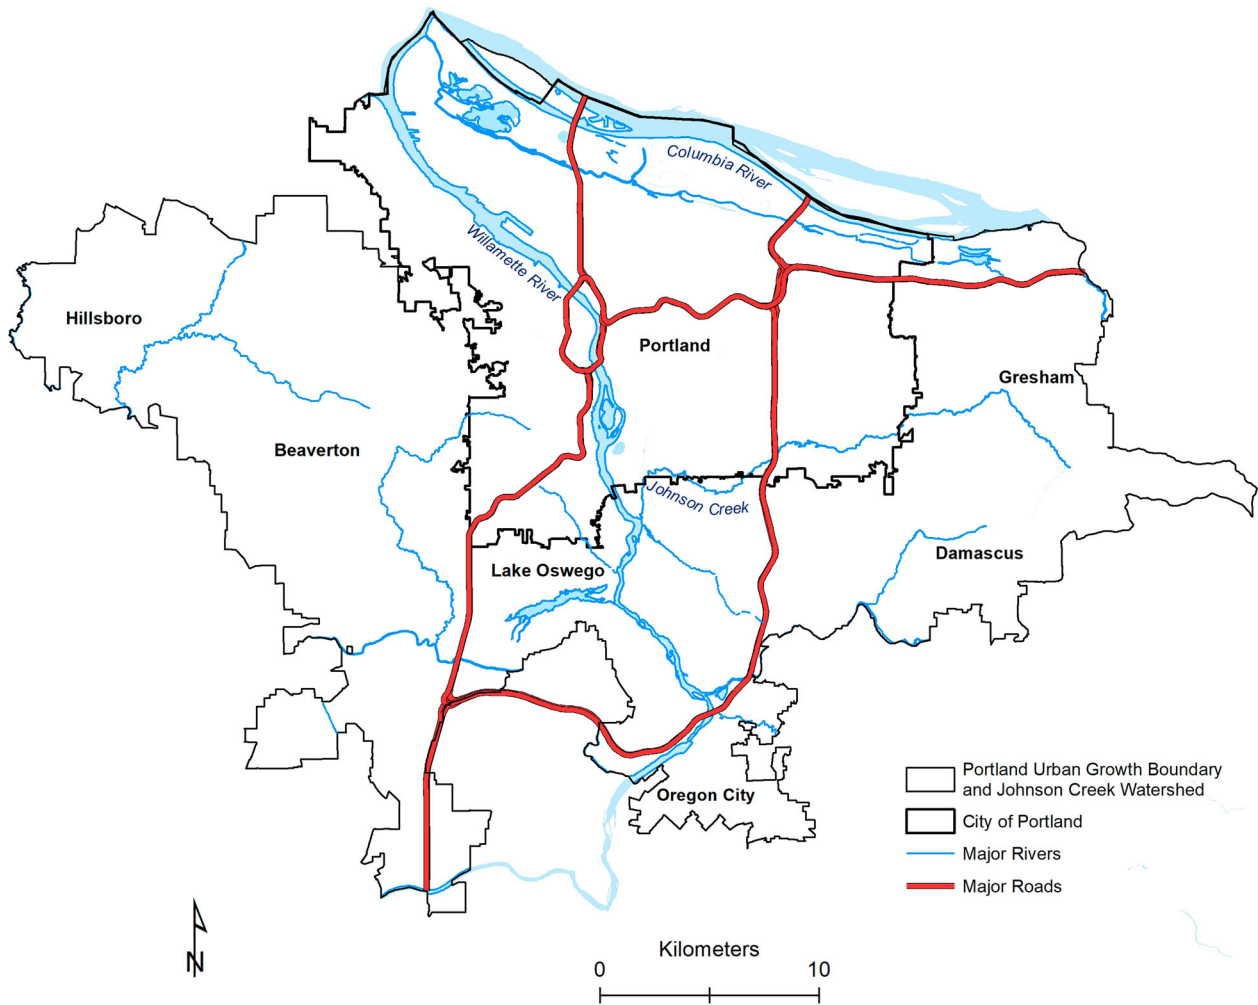 Columbia River
Willamette River
Hillsboro
Portland
Gresham
Beaverton
Johnson Creek
Damascus
Lake Oswego
Oregon City
Portland Urban Growth Boundary
and Johnson Creek Watershed
City of Portland
Major Rivers
Major Roads
N
Kilometers
0 10